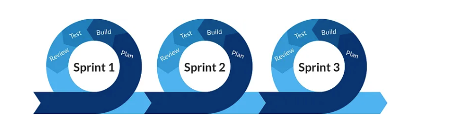 Review
Test
Build
Plan
Sprint 1
Review
Test
Build
Plan
Sprint 2
Review
Test
Build
Plan
Sprint 3